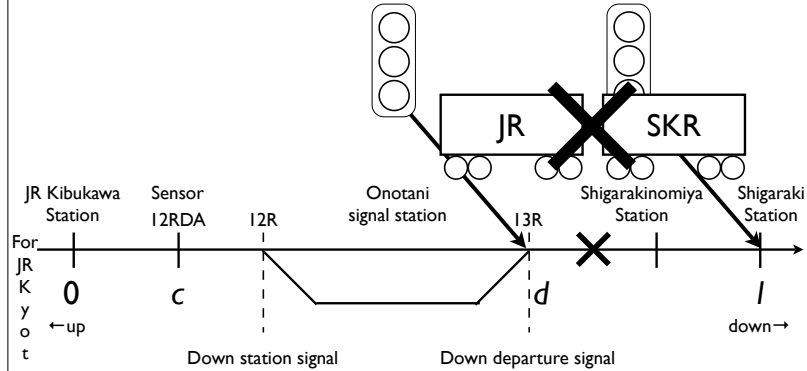 JR
SKR
JR Kibukawa
Station
Sensor
12RDA
12R
Onotani
signal station
13R
Shigarakinomiya
Station
Shigaraki
Station
For
JR
K
y
o
t
0
c
d
l
←up
down→
Down station signal
Down departure signal